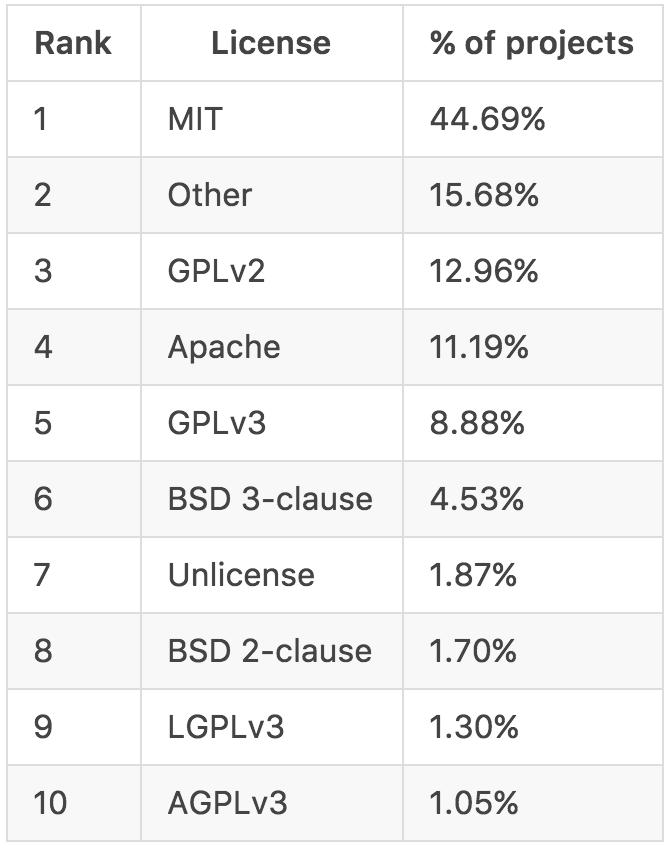 Rank License % of projects
1 MIT 44.69%
2 Other 15.68%
3 GPLv2 12.96%
4 Apache 11.19%
5 GPLv3 8.88%
6 BSD 3-clause 4.53%
7 Unlicense 1.87%
8 BSD 2-clause 1.70%
9 LGPLv3 1.30%
10 AGPLv3 1.05%